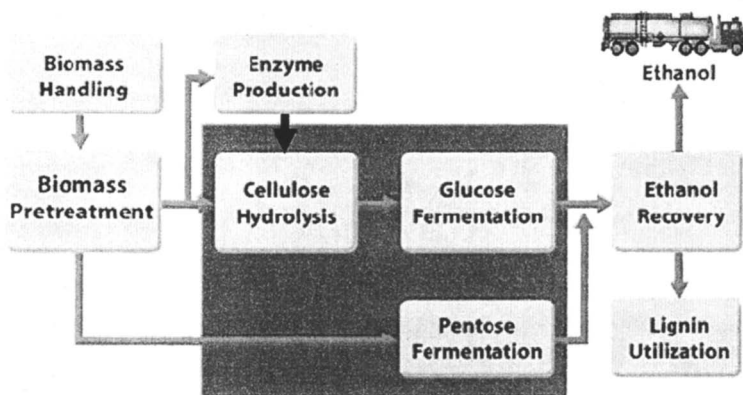 Biomass
Handling
Enzyme
Production
Ethanol
Biomass
Pretreatment
Cellulose
Hydrolysis
Glucose
Fermentation
Ethanol
Recovery
Pentose
Fermentation
Lignin
Utilization